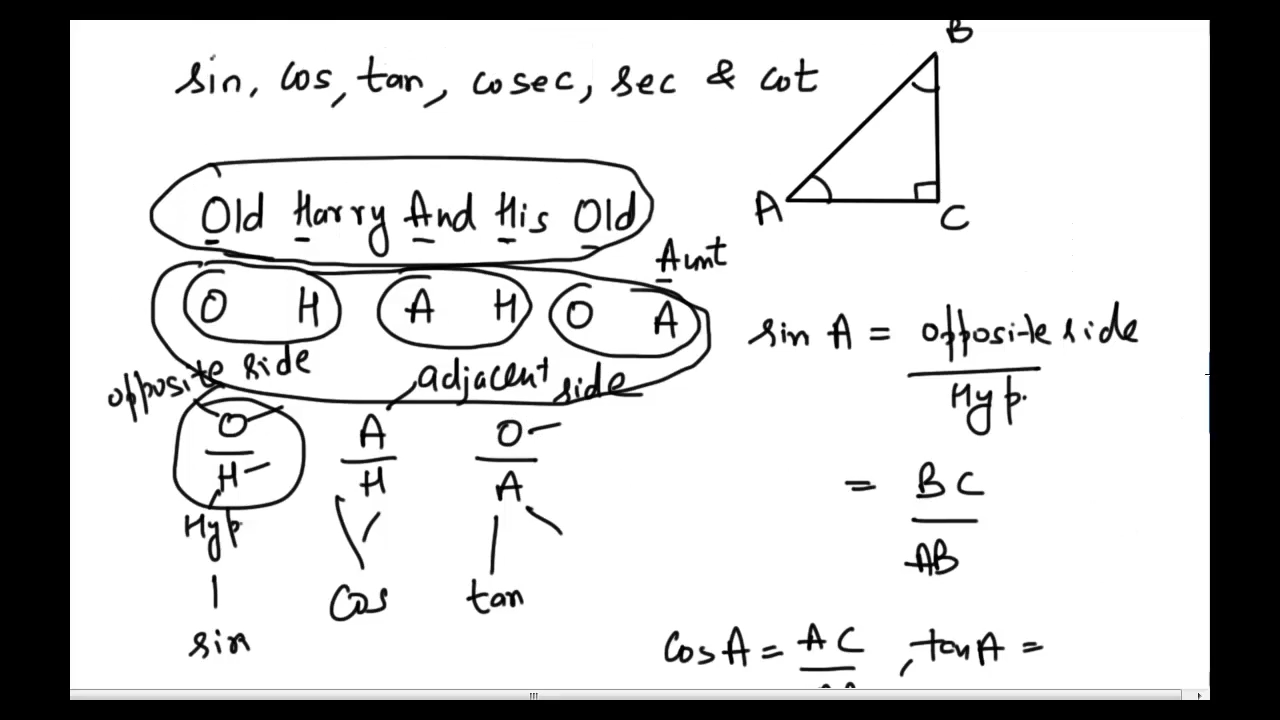 sin, cos, tan, cosec, sec & cot
B
A
C
Old Harry And His Old
Aunt
O H A H O A
opposite side
adjacent side
O
H
A
H
O
A
Hyp.
sin
cos
tan
sin A = opposite side
Hyp.
= BC
AB
cos A = AC , tan A =